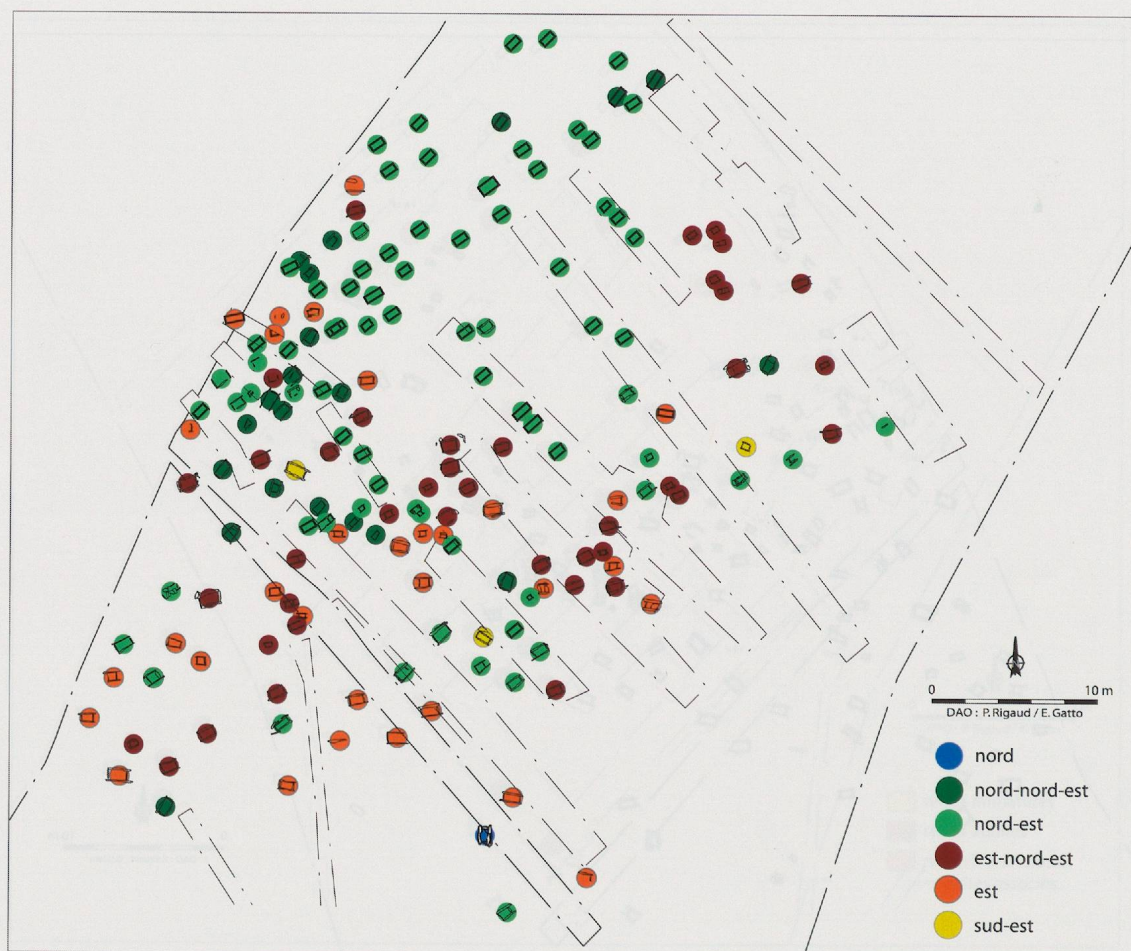 0 10 m
DAO : P. Rigaud / E. Gatto
nord
nord-nord-est
nord-est
est-nord-est
est
sud-est